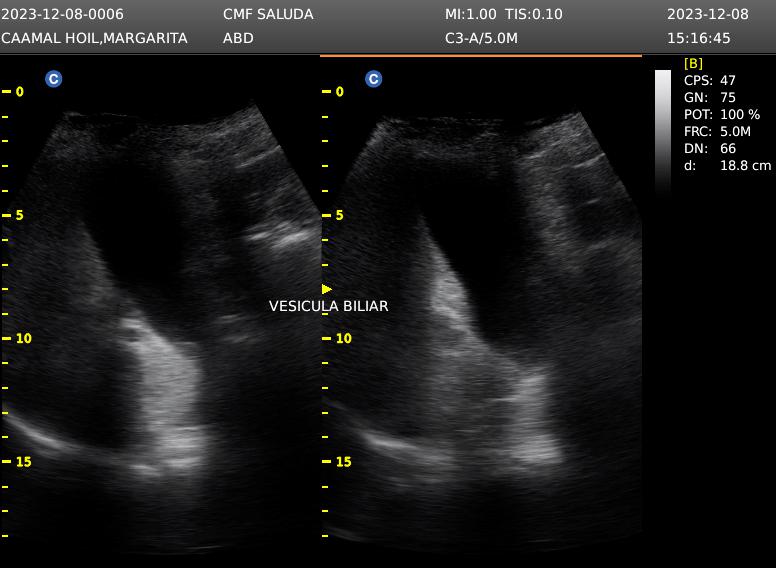 2023-12-08-0006 CMF SALUDA MI:1.00 TIS:0.10 2023-12-08
CAAMAL HOIL,MARGARITA ABD C3-A/5.0M 15:16:45
C C
[B]
CPS: 47
GN: 75
POT: 100 %
FRC: 5.0M
DN: 66
d: 18.8 cm
0 0
5 5
VESICULA BILIAR
10 10
15 15